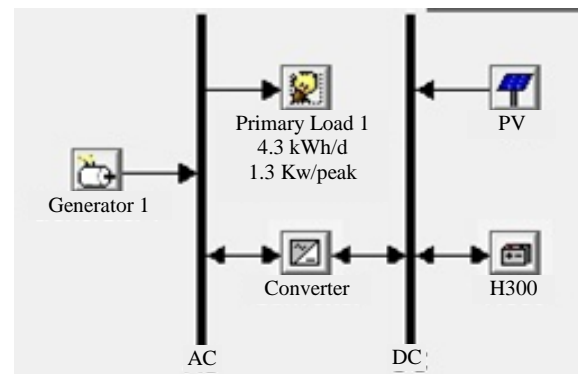 Primary Load 1
4.3 kWh/d
1.3 Kw/peak
PV
Generator 1
Converter
H300
AC
DC